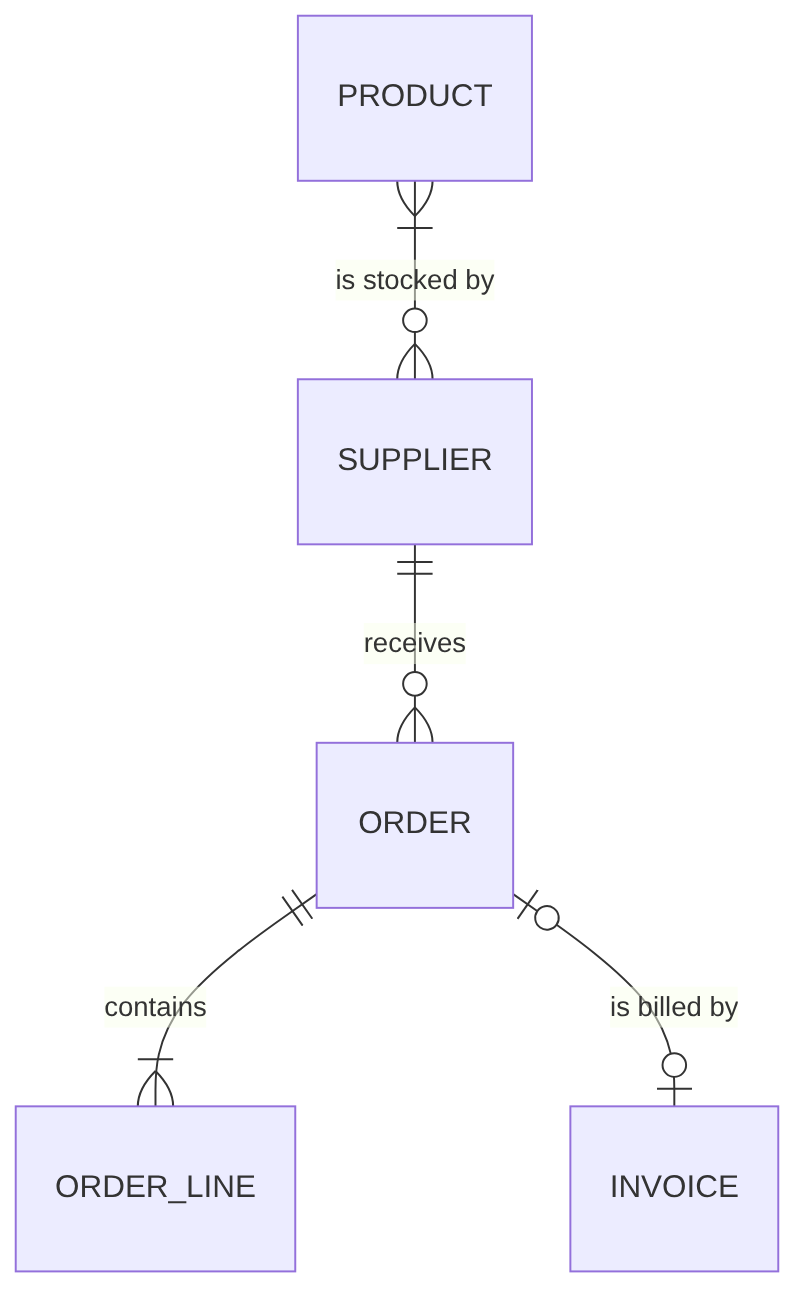 PRODUCT
is stocked by
SUPPLIER
receives
ORDER
contains
is billed by
ORDER_LINE
INVOICE